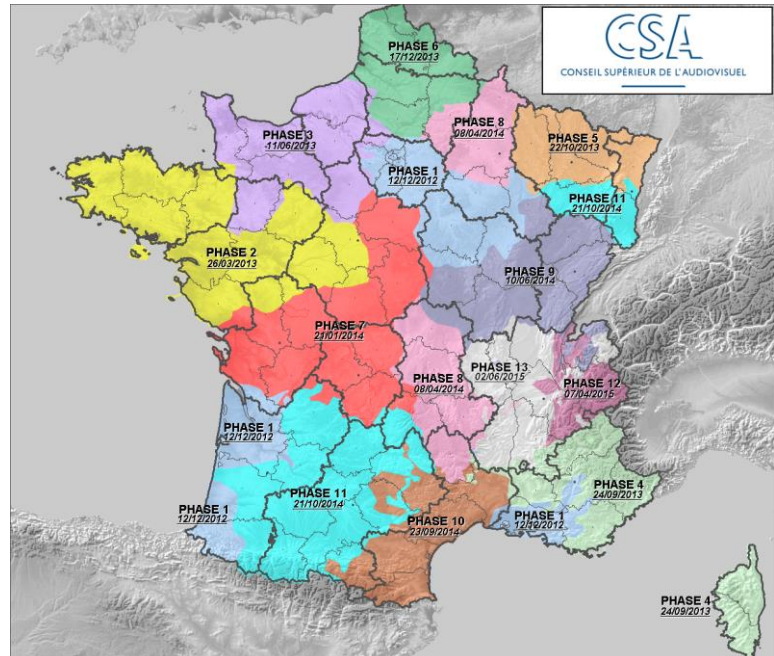 CSA
CONSEIL SUPÉRIEUR DE L'AUDIOVISUEL
PHASE 6
17/12/2013
PHASE 8
08/04/2014
PHASE 3
11/06/2013
PHASE 5
22/10/2013
PHASE 1
12/12/2012
PHASE 11
21/10/2014
PHASE 2
26/03/2013
PHASE 9
10/06/2014
PHASE 7
21/01/2014
PHASE 8
08/04/2014
PHASE 13
02/06/2015
PHASE 12
07/04/2015
PHASE 1
12/12/2012
PHASE 11
21/10/2014
PHASE 4
24/09/2013
PHASE 1
12/12/2012
PHASE 10
23/09/2014
PHASE 1
12/12/2012
PHASE 4
24/09/2013